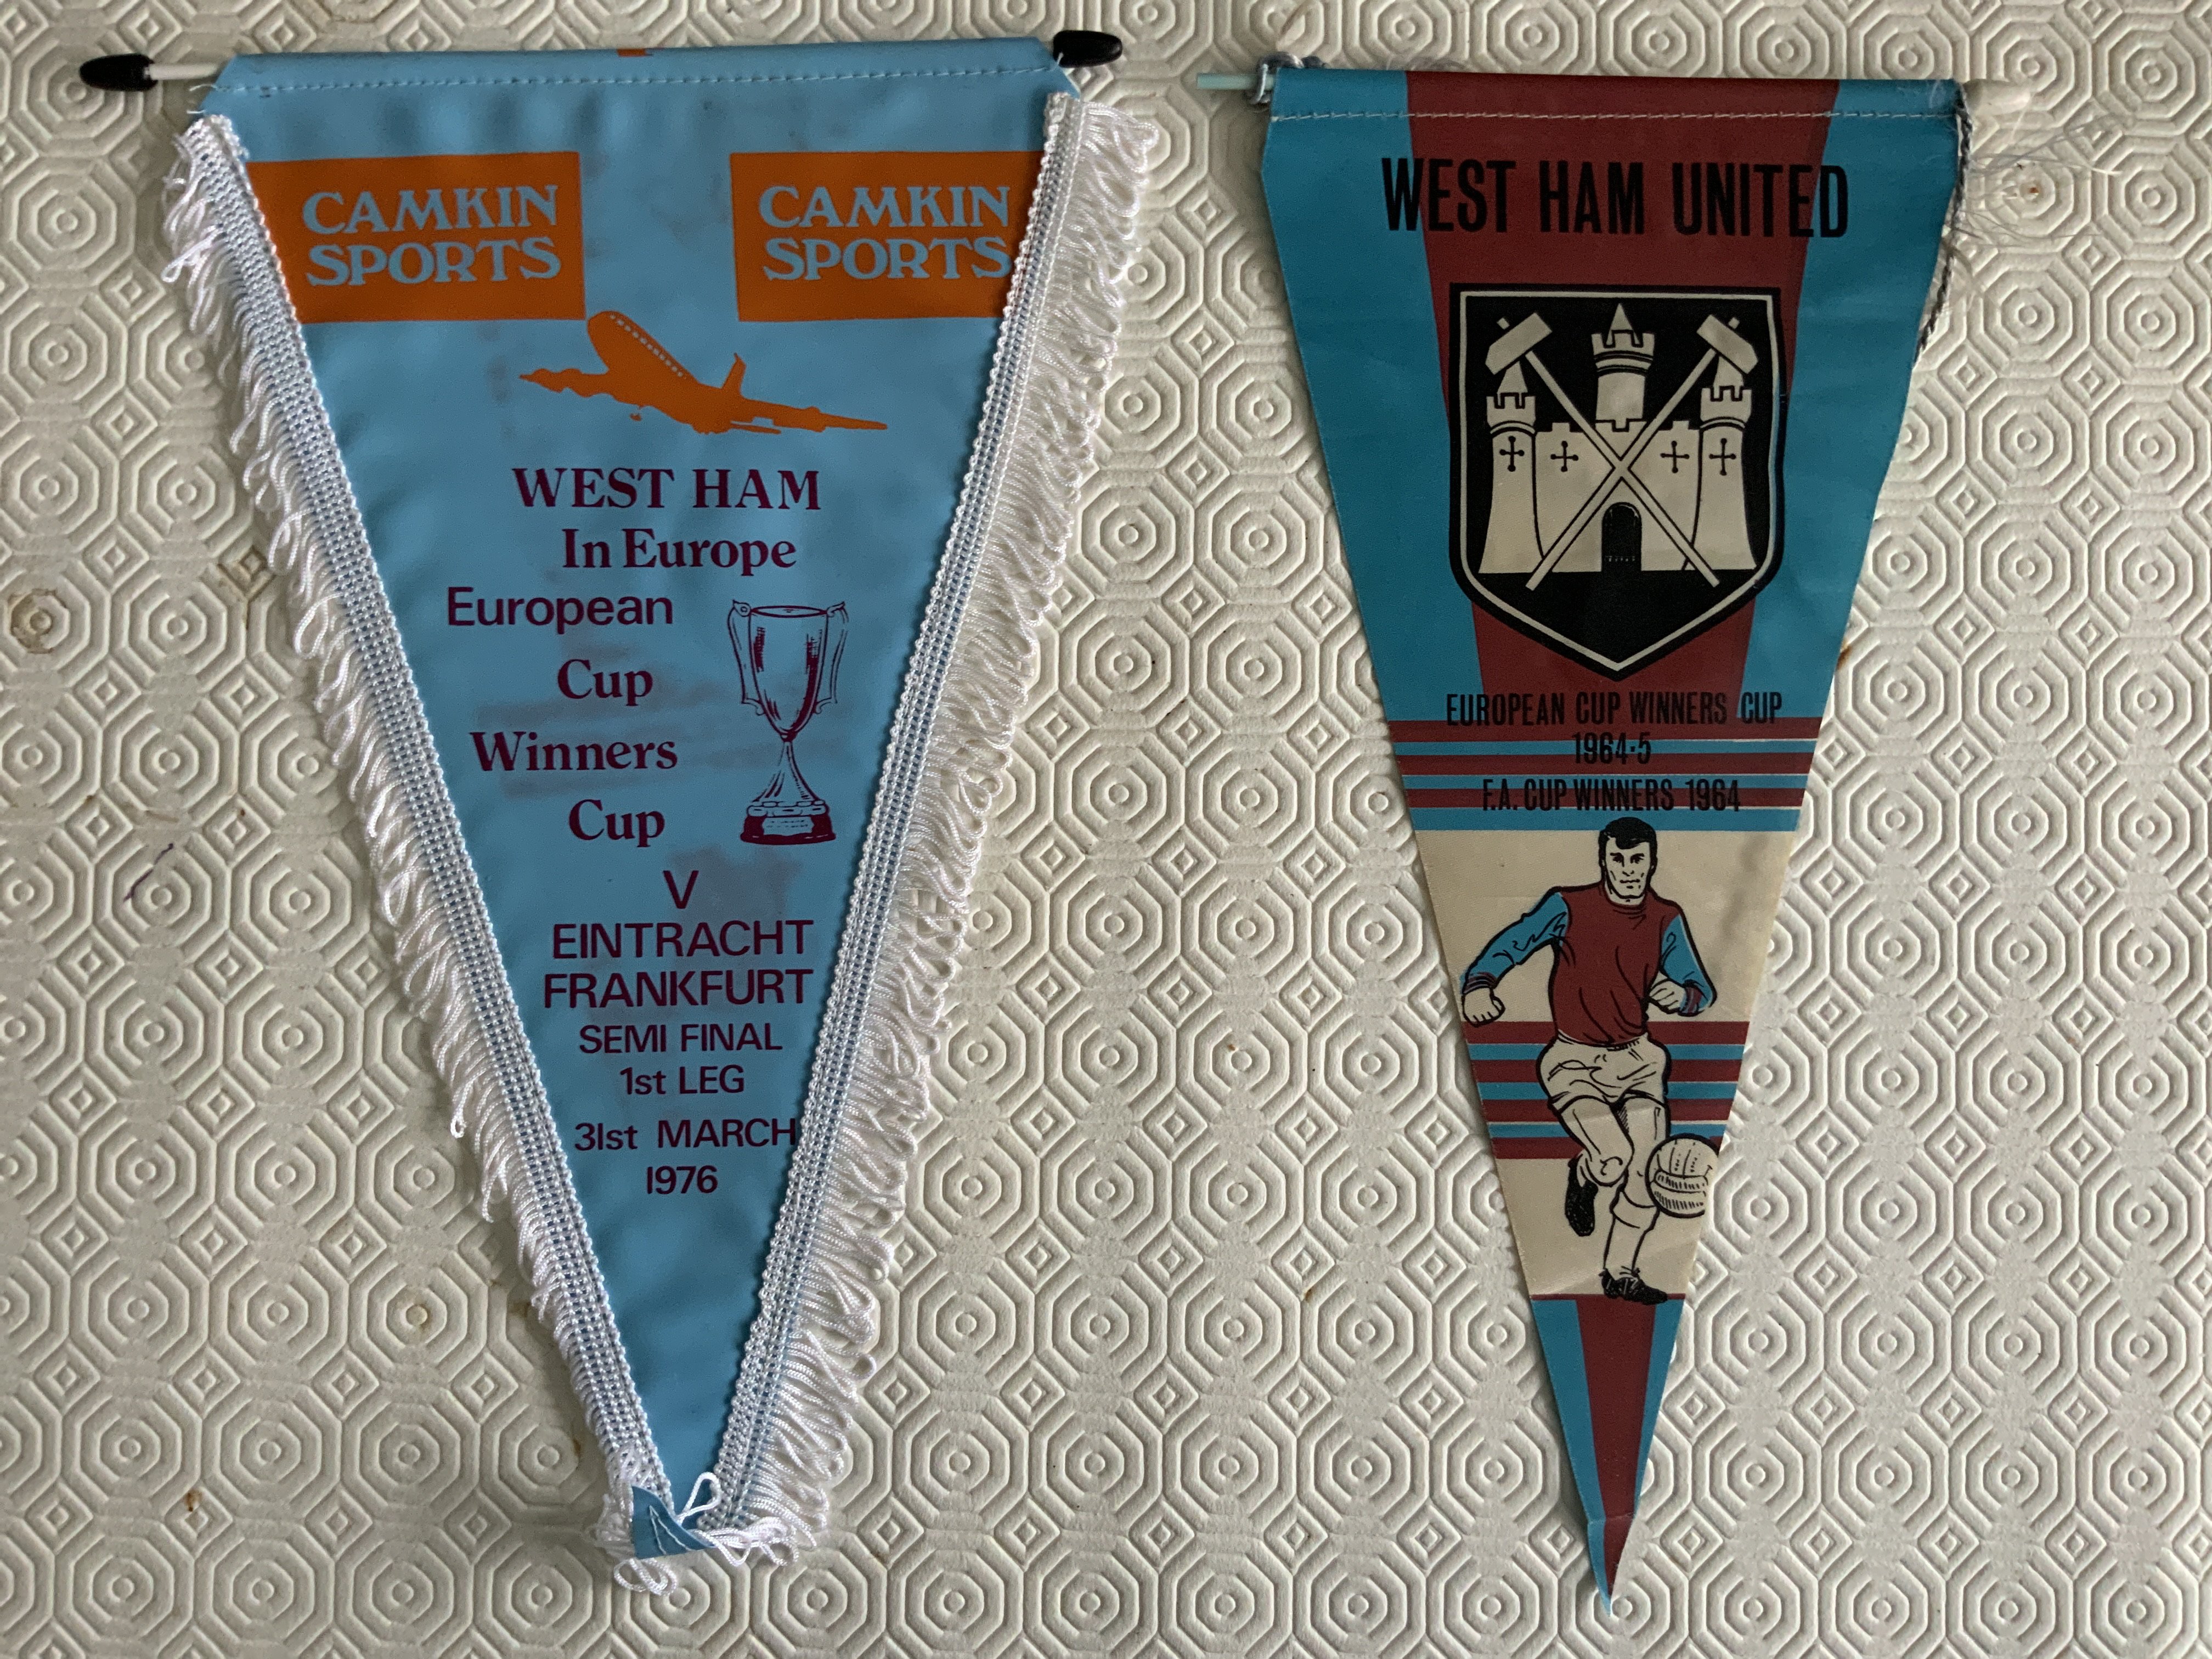 CAMKIN
SPORTS
CAMKIN
SPORTS
WEST HAM
In Europe
European
Cup
Winners
Cup
V
EINTRACHT
FRANKFURT
SEMI FINAL
1st LEG
31st MARCH
1976
WEST HAM UNITED
EUROPEAN CUP WINNERS CUP
1964·5
F.A. CUP WINNERS 1964